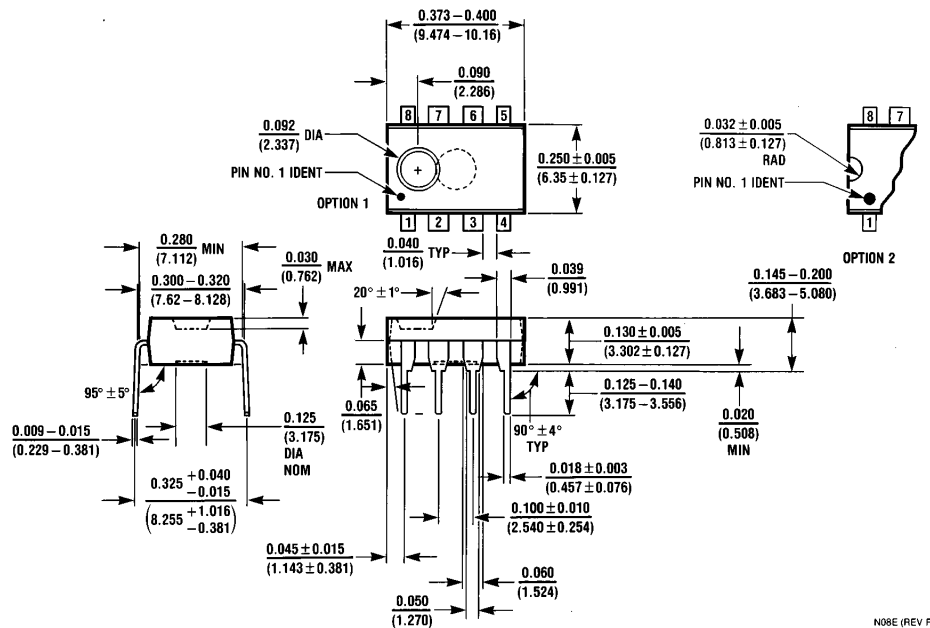 0.373–0.400
(9.474–10.16)
0.090
(2.286)
8 7 6 5
8 7
0.092 DIA
(2.337)
0.032 ± 0.005
(0.813 ± 0.127)
RAD
0.250 ± 0.005
(6.35 ± 0.127)
PIN NO. 1 IDENT
PIN NO. 1 IDENT
OPTION 1
1 2 3 4
1
OPTION 2
0.280 MIN
(7.112)
0.030 MAX
(0.762)
0.040 TYP
(1.016)
0.039
(0.991)
0.145–0.200
(3.683–5.080)
0.300–0.320
(7.62–8.128)
20° ± 1°
0.130 ± 0.005
(3.302 ± 0.127)
95° ± 5°
0.065
(1.651)
0.125–0.140
(3.175–3.556)
90° ± 4°
TYP
0.020
(0.508)
MIN
0.009–0.015
(0.229–0.381)
0.125
(3.175)
DIA
NOM
0.018 ± 0.003
(0.457 ± 0.076)
0.325 +0.040 −0.015
(8.255 +1.016 −0.381)
0.100 ± 0.010
(2.540 ± 0.254)
0.045 ± 0.015
(1.143 ± 0.381)
0.060
(1.524)
0.050
(1.270)
N08E (REV